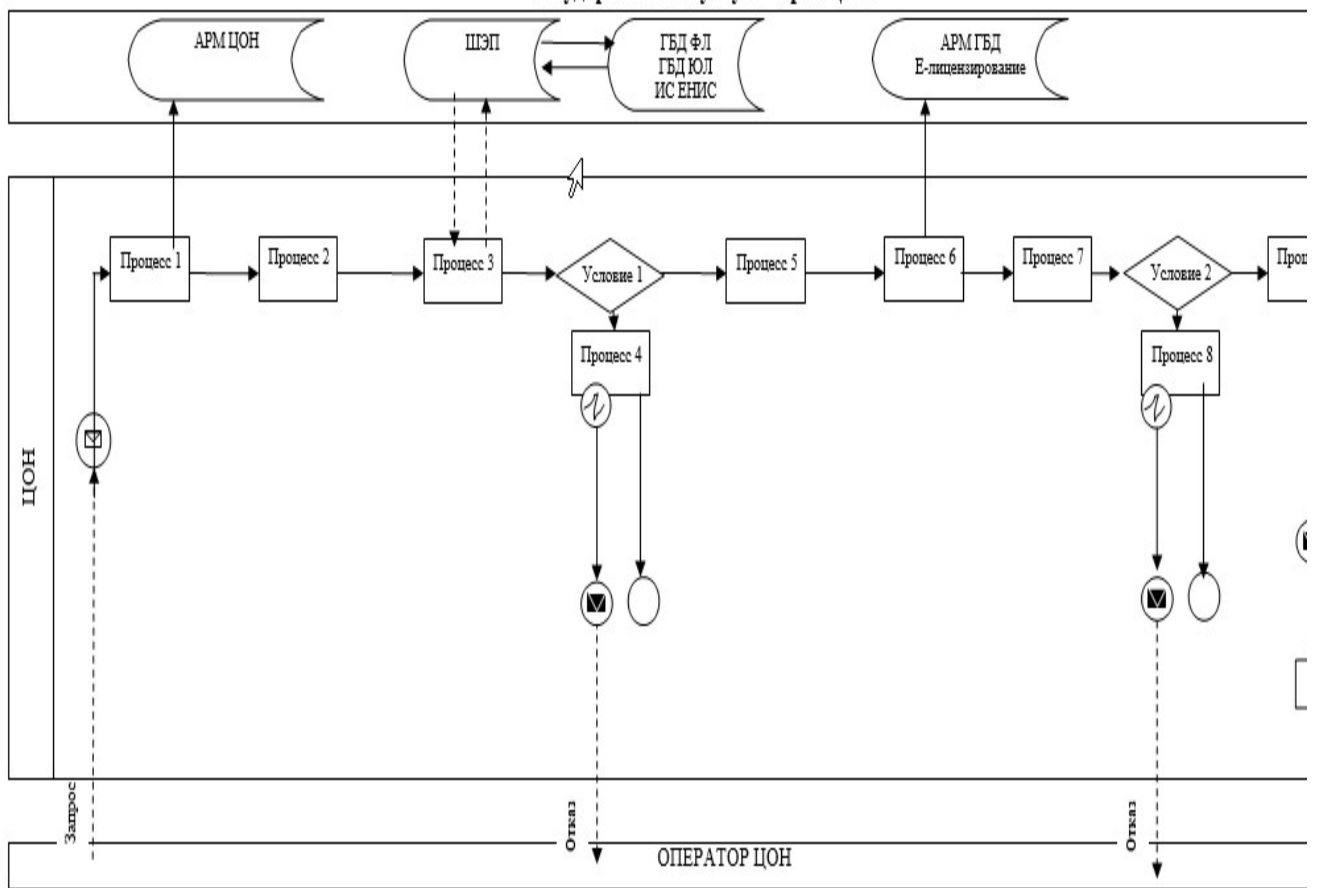 АРМ ЦОН
ШЭП
ГБД ФЛ
ГБД ЮЛ
ИС ЕНИС
АРМ ГБД
Е-лицензирование
Процесс 1
Процесс 2
Процесс 3
Условие 1
Процесс 5
Процесс 6
Процесс 7
Условие 2
Процесс 4
Процесс 8
ЦОН
Запрос
Отказ
Отказ
ОПЕРАТОР ЦОН